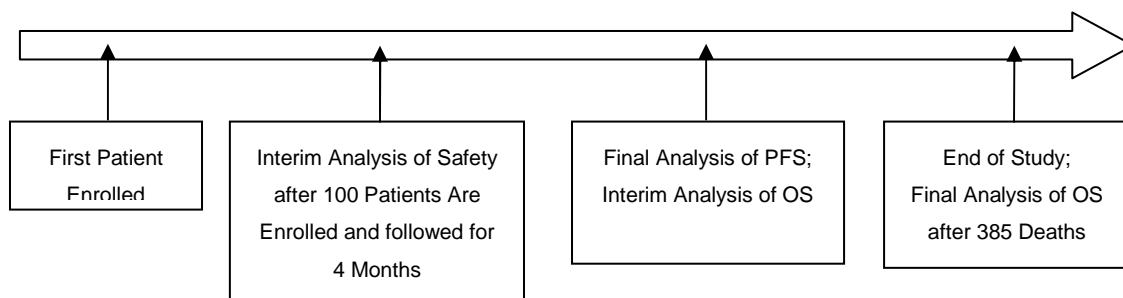 First Patient
Enrolled
Interim Analysis of Safety
after 100 Patients Are
Enrolled and followed for
4 Months
Final Analysis of PFS;
Interim Analysis of OS
End of Study;
Final Analysis of OS
after 385 Deaths